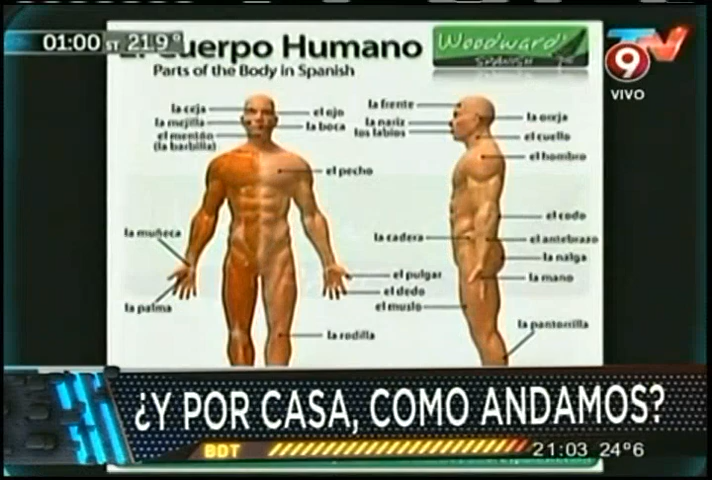 01:00 ST 21.9°
El Cuerpo Humano
Parts of the Body in Spanish
Woodward
SPANISH
TN
9
VIVO
la ceja
la mejilla
el mentón
(la barbilla)
el ojo
la boca
el pecho
la muñeca
la palma
el pulgar
el dedo
la rodilla
la frente
la nariz
los labios
la oreja
el cuello
el hombro
el codo
la cadera
el antebrazo
la nalga
la mano
el muslo
la pantorrilla
¿Y POR CASA, COMO ANDAMOS?
BDT
21:03 24°6